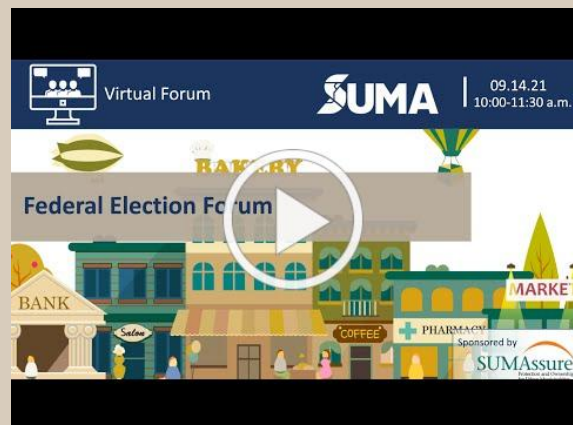 Virtual Forum
SUMA
09.14.21
10:00-11:30 a.m.
BAKERY
Federal Election Forum
BANK
Salon
COFFEE
PHARMACY
MARKET
Sponsored by
SUMAssure